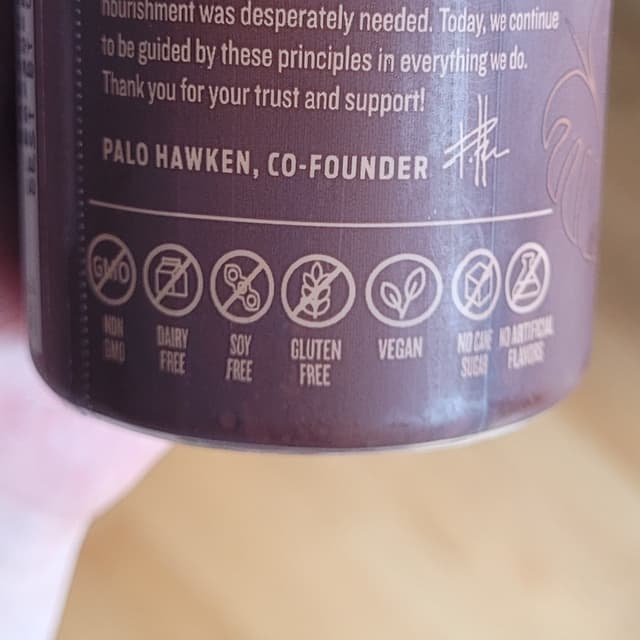 nourishment was desperately needed. Today, we continue
to be guided by these principles in everything we do.
Thank you for your trust and support!
PALO HAWKEN, CO-FOUNDER
GMO
NON
GMO
DAIRY
FREE
SOY
FREE
GLUTEN
FREE
VEGAN
NO CANE
SUGAR
NO ARTIFICIAL
FLAVORS